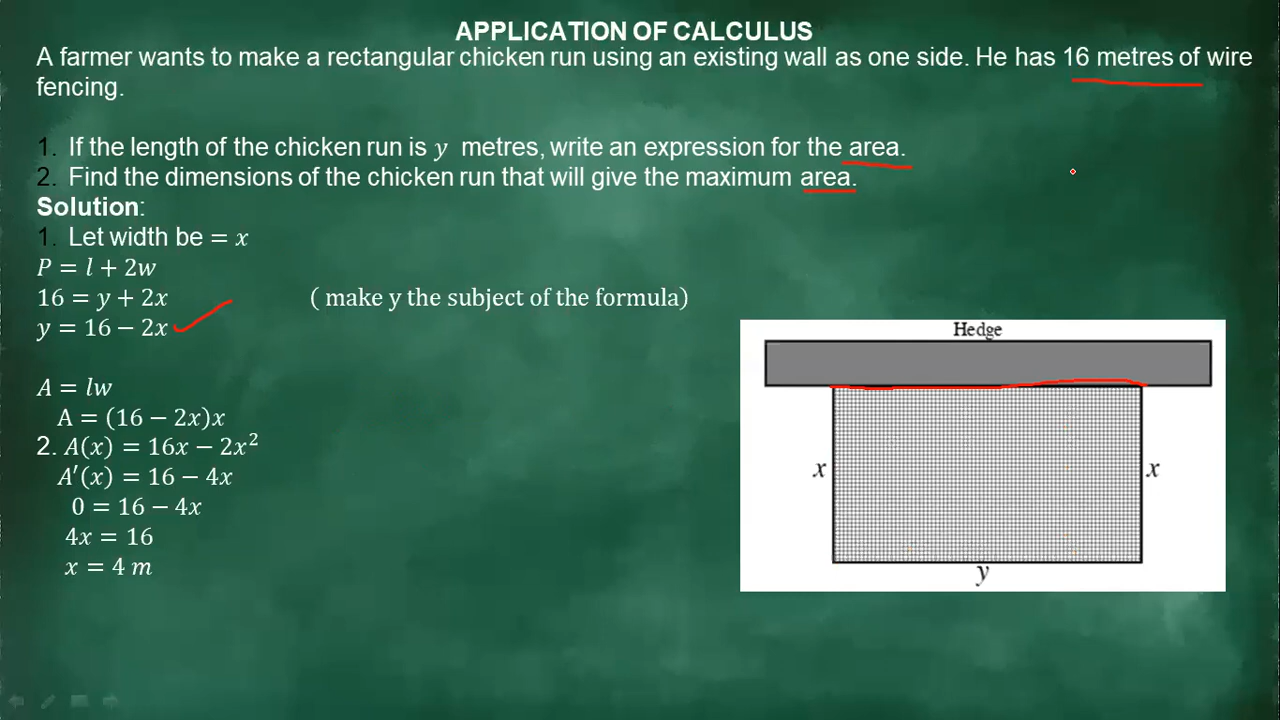 APPLICATION OF CALCULUS
A farmer wants to make a rectangular chicken run using an existing wall as one side. He has 16 metres of wire
fencing.
1. If the length of the chicken run is y metres, write an expression for the area.
2. Find the dimensions of the chicken run that will give the maximum area.
Solution:
1. Let width be = x
P = l + 2w
16 = y + 2x ( make y the subject of the formula)
y = 16 − 2x
A = lw
A = (16 − 2x)x
2. A(x) = 16x − 2x²
A′(x) = 16 − 4x
0 = 16 − 4x
4x = 16
x = 4 m
Hedge
x x
y